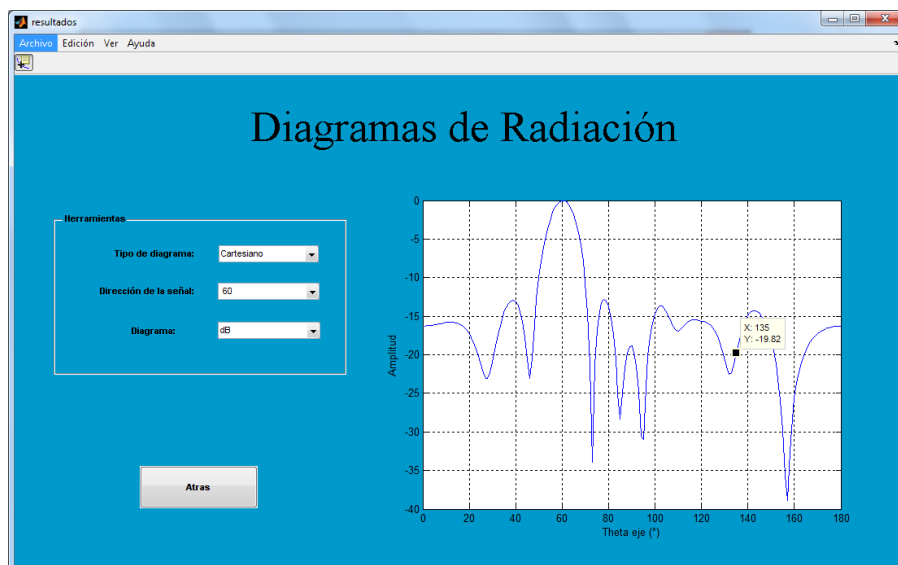 resultados
Archivo Edición Ver Ayuda
Diagramas de Radiación
Herramientas
Tipo de diagrama: Cartesiano
Dirección de la señal: 60
Diagrama: dB
Atras
0
-5
-10
-15
-20
-25
-30
-35
-40
Amplitud
X: 135
Y: -19.82
0 20 40 60 80 100 120 140 160 180
Theta eje (°)